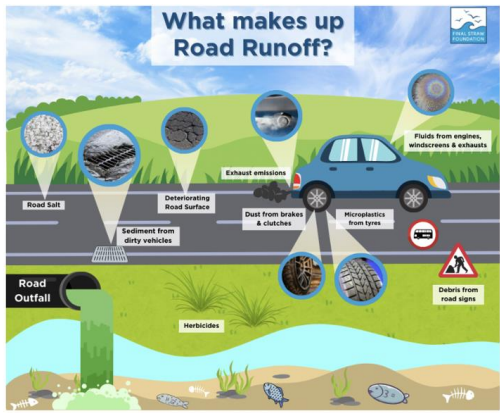 What makes up
Road Runoff?
FINAL STRAW
FOUNDATION
Fluids from engines,
windscreens & exhausts
Exhaust emissions
Road Salt
Deteriorating
Road Surface
Dust from brakes
& clutches
Microplastics
from tyres
Sediment from
dirty vehicles
Road
Outfall
Debris from
road signs
Herbicides